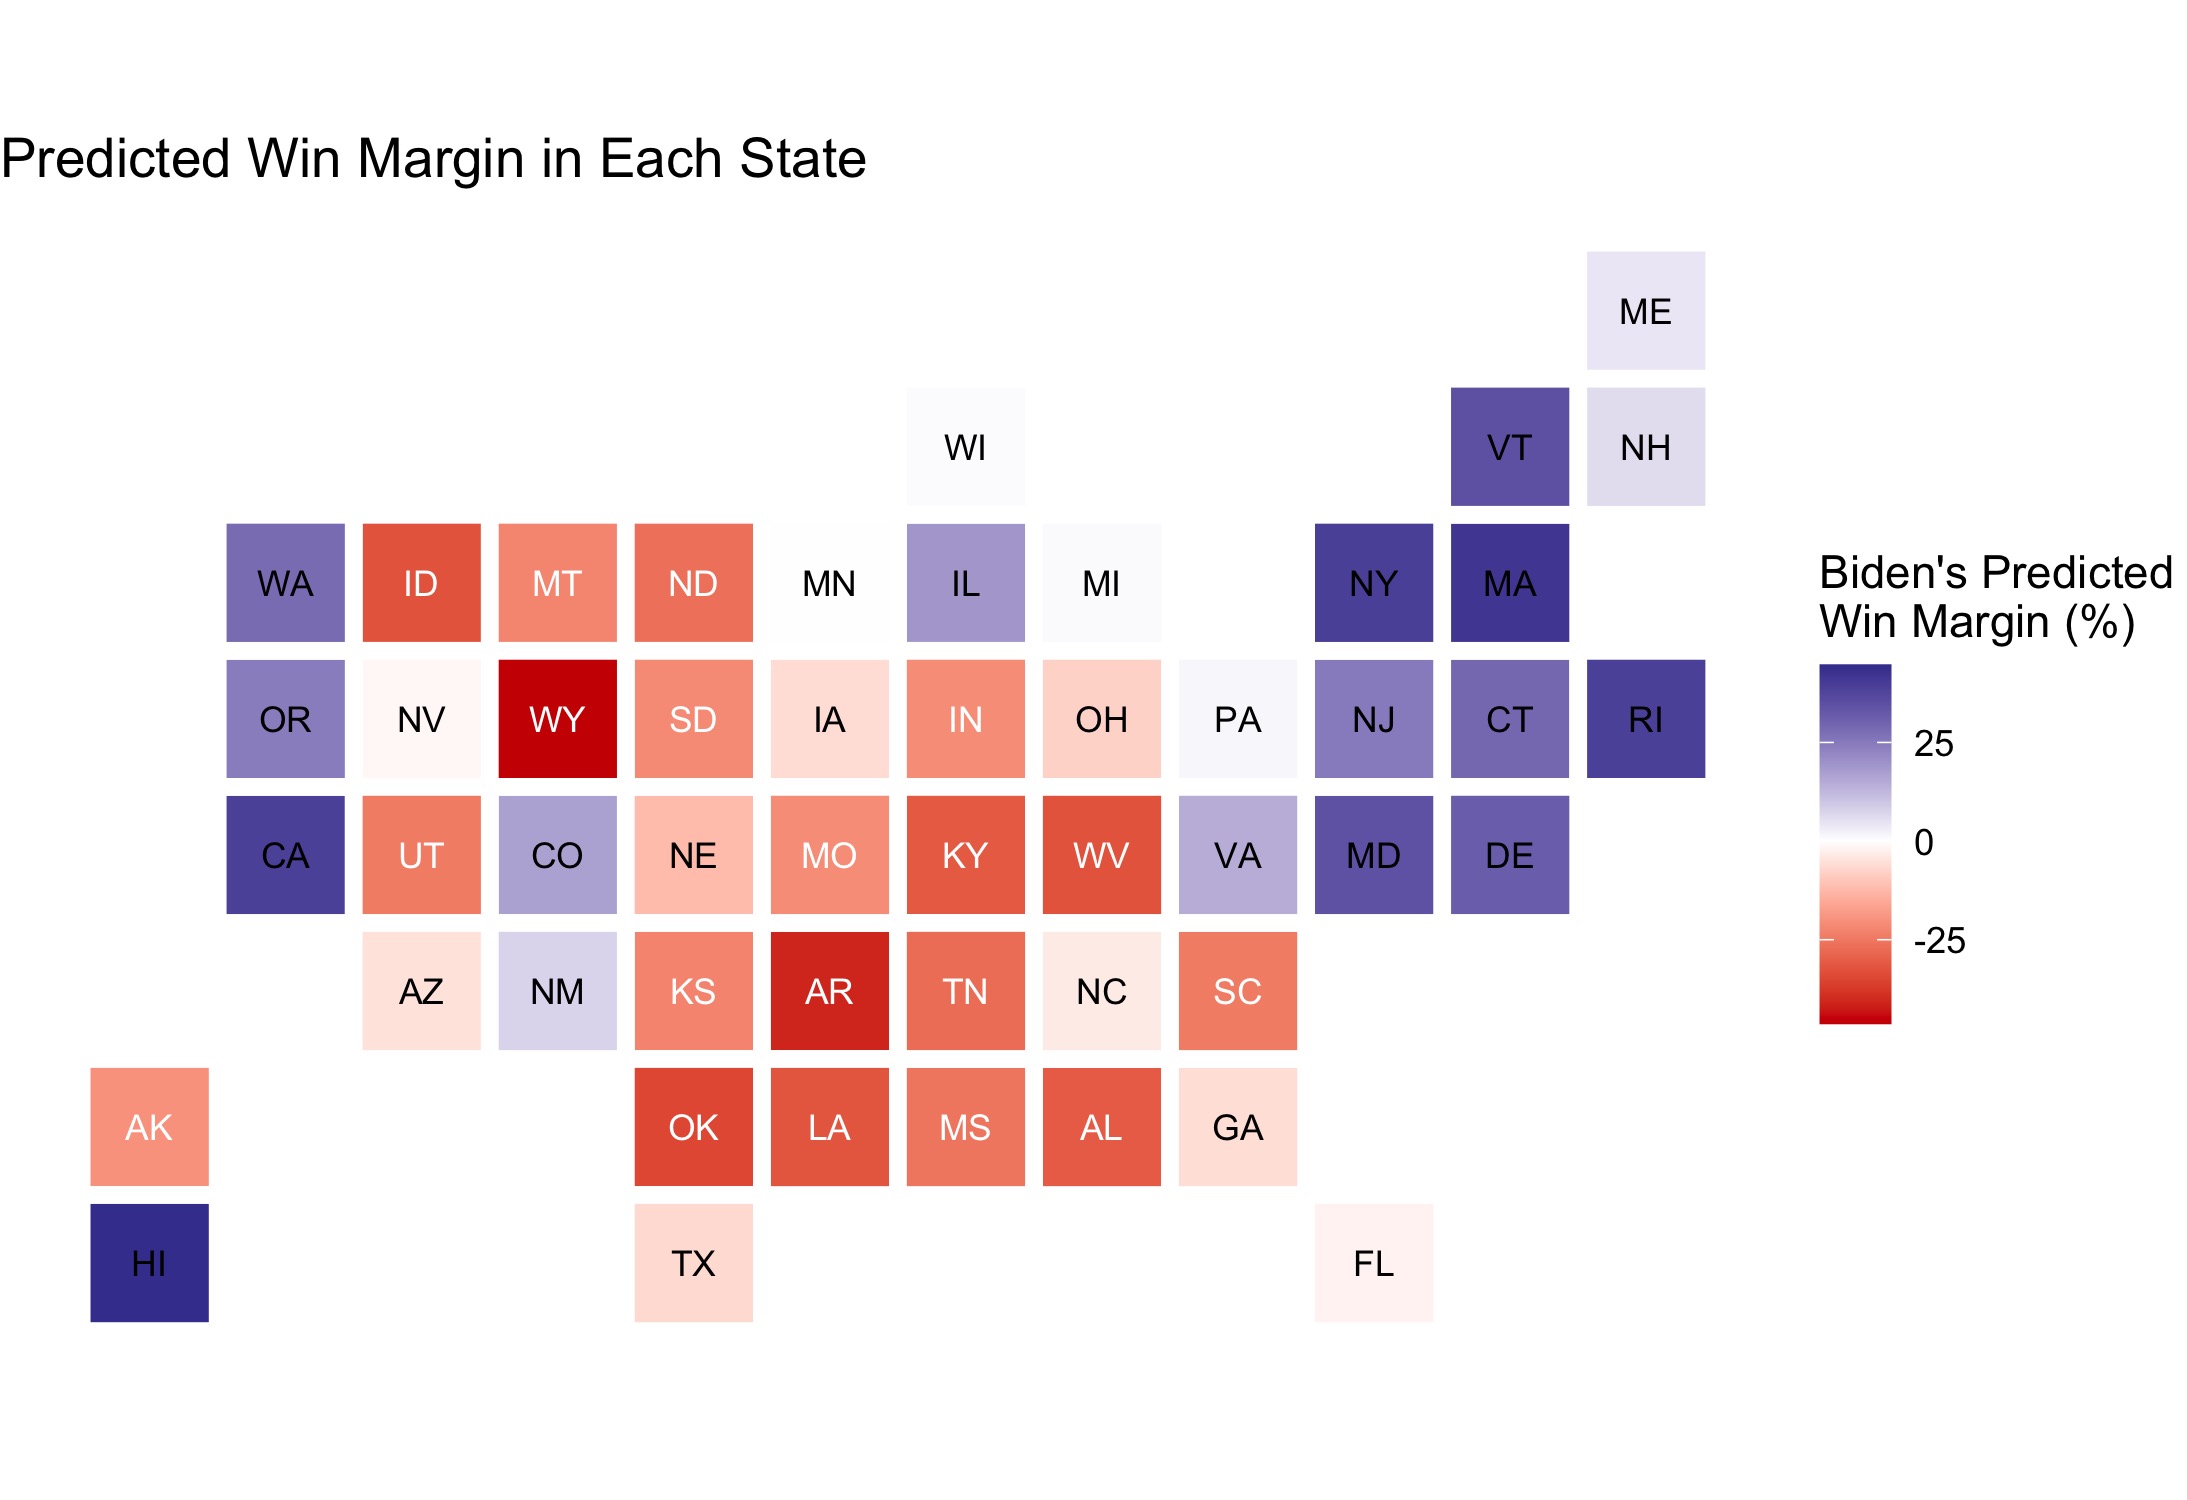 Predicted Win Margin in Each State
ME
WI VT NH
WA ID MT ND MN IL MI NY MA
OR NV WY SD IA IN OH PA NJ CT RI
CA UT CO NE MO KY WV VA MD DE
AZ NM KS AR TN NC SC
AK OK LA MS AL GA
HI TX FL
Biden's Predicted
Win Margin (%)
25
0
-25